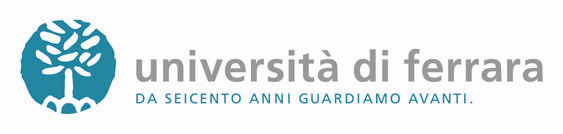 università di ferrara
DA SEICENTO ANNI GUARDIAMO AVANTI.